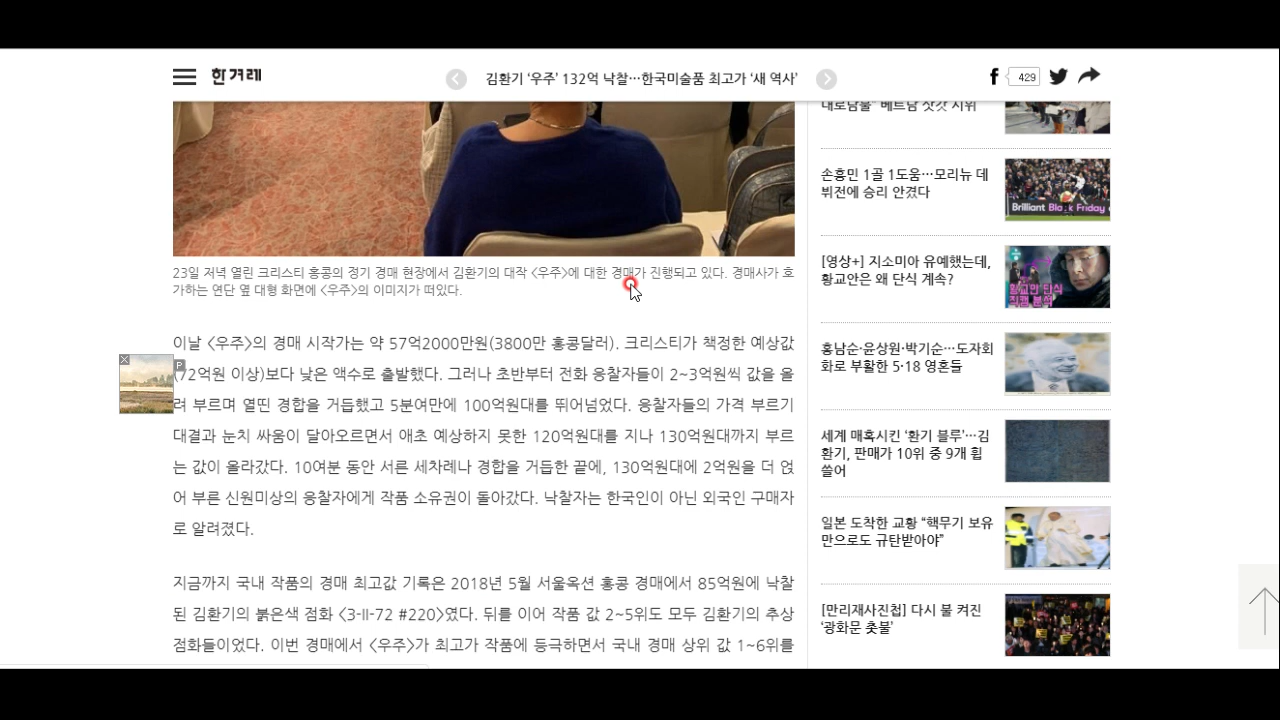 한겨레
김환기 ‘우주’ 132억 낙찰…한국미술품 최고가 ‘새 역사’
429
23일 저녁 열린 크리스티 홍콩의 정기 경매 현장에서 김환기의 대작 <우주>에 대한 경매가 진행되고 있다. 경매사가 호
가하는 연단 옆 대형 화면에 <우주>의 이미지가 떠있다.
이날 <우주>의 경매 시작가는 약 57억2000만원(3800만 홍콩달러). 크리스티가 책정한 예상값
(72억원 이상)보다 낮은 액수로 출발했다. 그러나 초반부터 전화 응찰자들이 2~3억원씩 값을 올
려 부르며 열띤 경합을 거듭했고 5분여만에 100억원대를 뛰어넘었다. 응찰자들의 가격 부르기
대결과 눈치 싸움이 달아오르면서 애초 예상하지 못한 120억원대를 지나 130억원대까지 부르
는 값이 올라갔다. 10여분 동안 서른 세차례나 경합을 거듭한 끝에, 130억원대에 2억원을 더 얹
어 부른 신원미상의 응찰자에게 작품 소유권이 돌아갔다. 낙찰자는 한국인이 아닌 외국인 구매자
로 알려졌다.
지금까지 국내 작품의 경매 최고값 기록은 2018년 5월 서울옥션 홍콩 경매에서 85억원에 낙찰
된 김환기의 붉은색 점화 <3-II-72 #220>였다. 뒤를 이어 작품 값 2~5위도 모두 김환기의 추상
점화들이었다. 이번 경매에서 <우주>가 최고가 작품에 등극하면서 국내 경매 상위 값 1~6위를
대로남불” 베트남 삿갓 시위
손흥민 1골 1도움…모리뉴 데
뷔전에 승리 안겼다
Brilliant Black Friday
[영상+] 지소미아 유예했는데,
황교안은 왜 단식 계속?
황교안 단식
직캠 분석
홍남순·윤상원·박기순…도자회
화로 부활한 5·18 영혼들
세계 매혹시킨 ‘환기 블루’…김
환기, 판매가 10위 중 9개 휩
쓸어
일본 도착한 교황 “핵무기 보유
만으로도 규탄받아야”
[만리재사진첩] 다시 불 켜진
‘광화문 촛불’